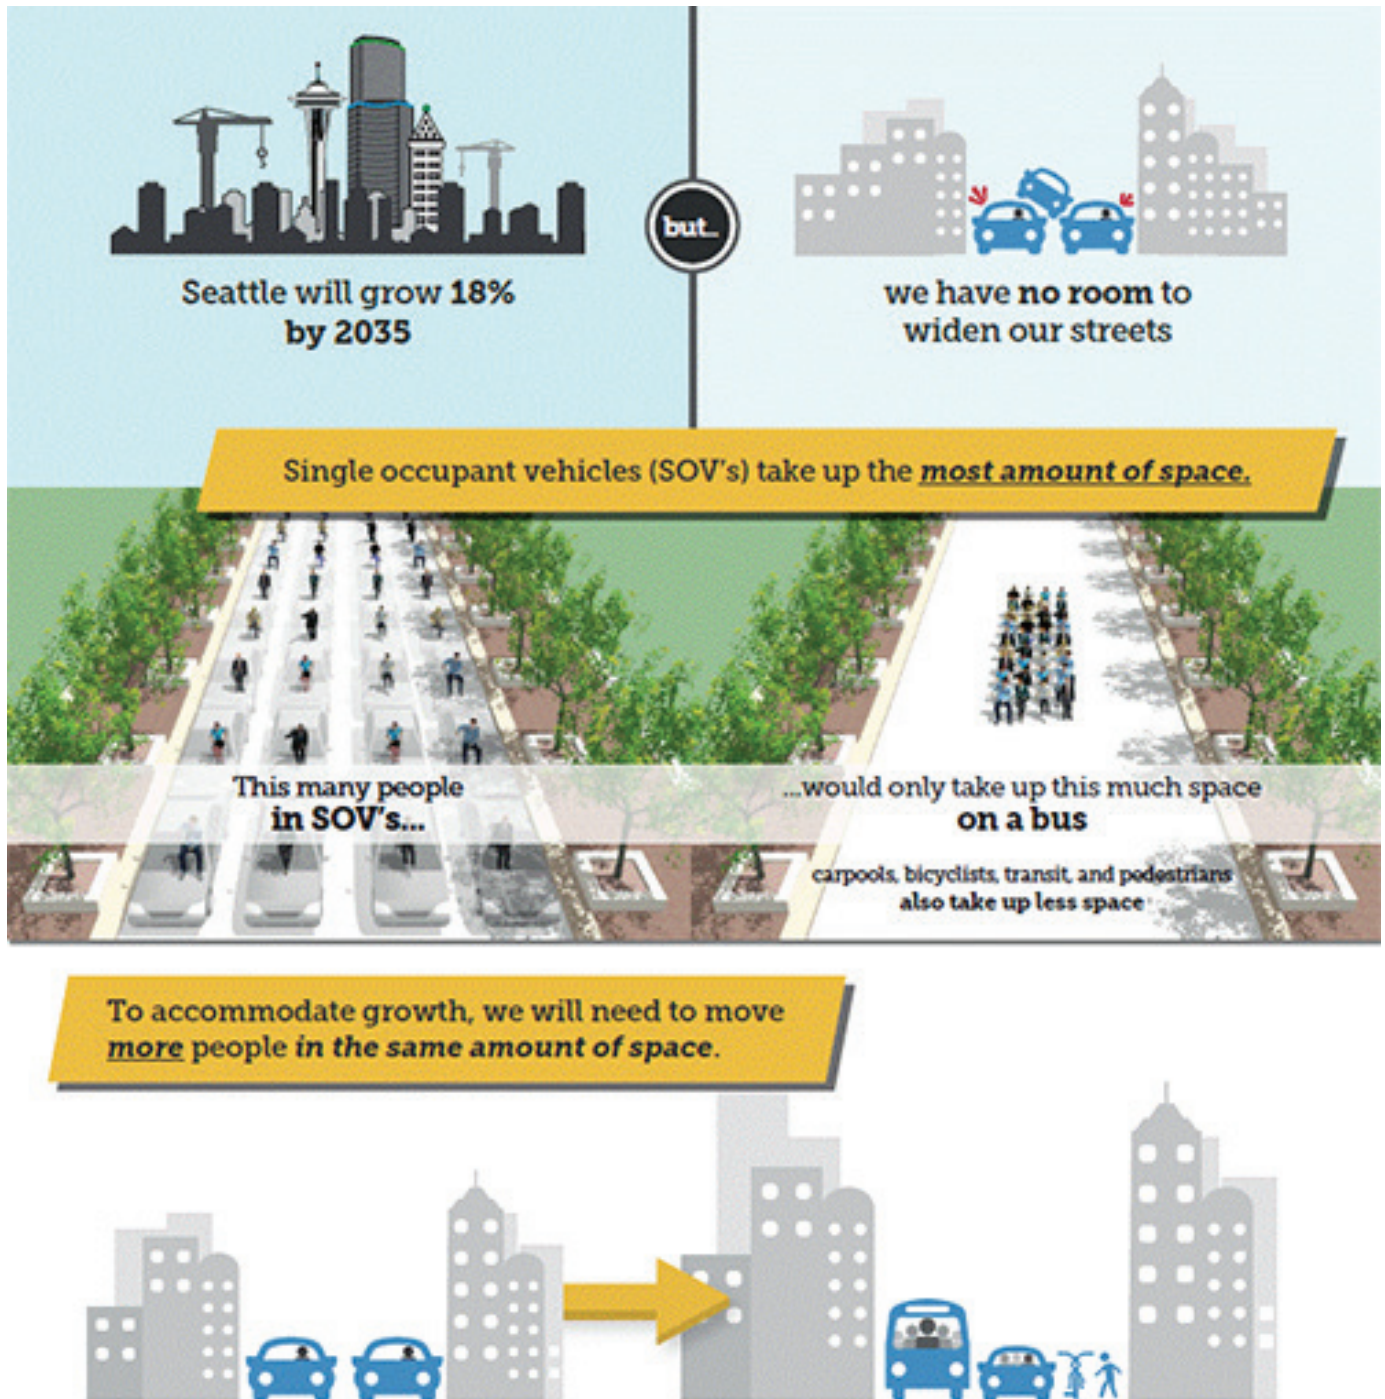 Seattle will grow 18%
by 2035
but...
we have no room to
widen our streets
Single occupant vehicles (SOV's) take up the most amount of space.
This many people
in SOV's...
...would only take up this much space
on a bus
carpools, bicyclists, transit, and pedestrians
also take up less space
To accommodate growth, we will need to move
more people in the same amount of space.